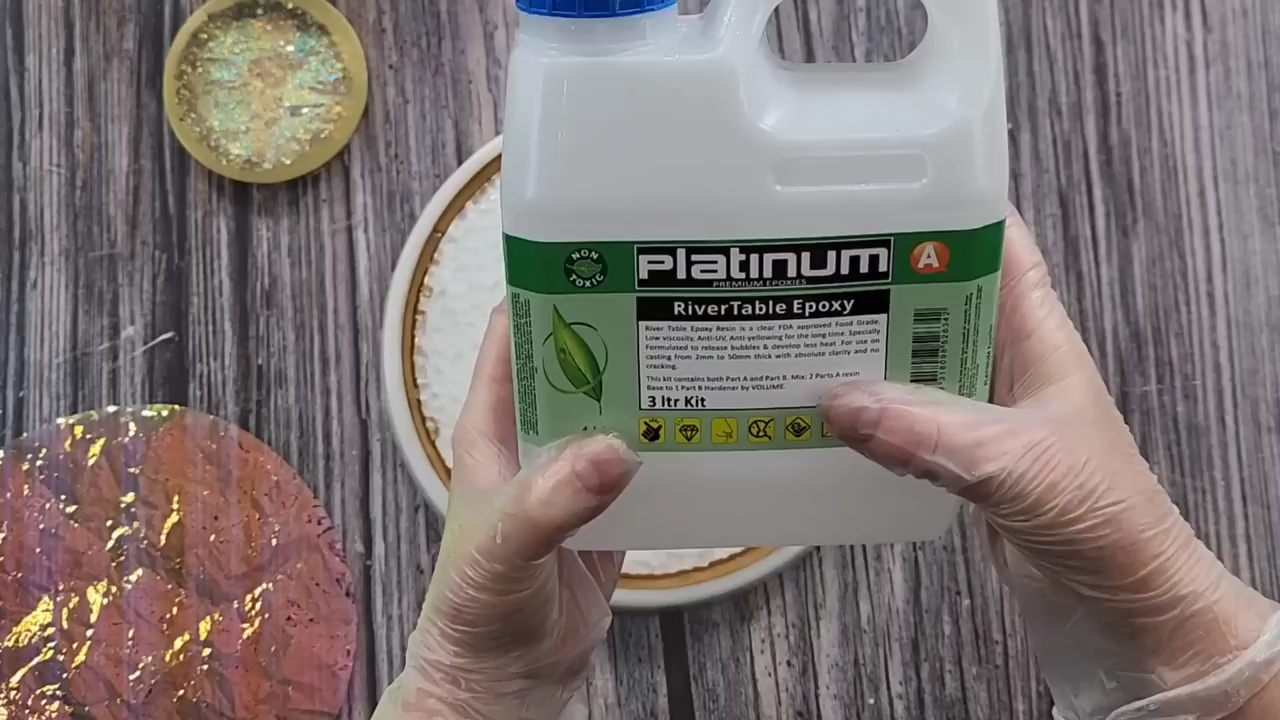 NON
TOXIC
Platinum
PREMIUM EPOXIES
A
RiverTable Epoxy
River Table Epoxy Resin is a clear FDA approved Food Grade.
Low viscosity, Anti-UV, Anti-yellowing for the long time. Specially
Formulated to release bubbles & develop less heat .For use on
casting from 2mm to 50mm thick with absolute clarity and no
cracking.
This kit contains both Part A and Part B. Mix: 2 Parts A resin
Base to 1 Part B Hardener by VOLUME.
3 ltr Kit